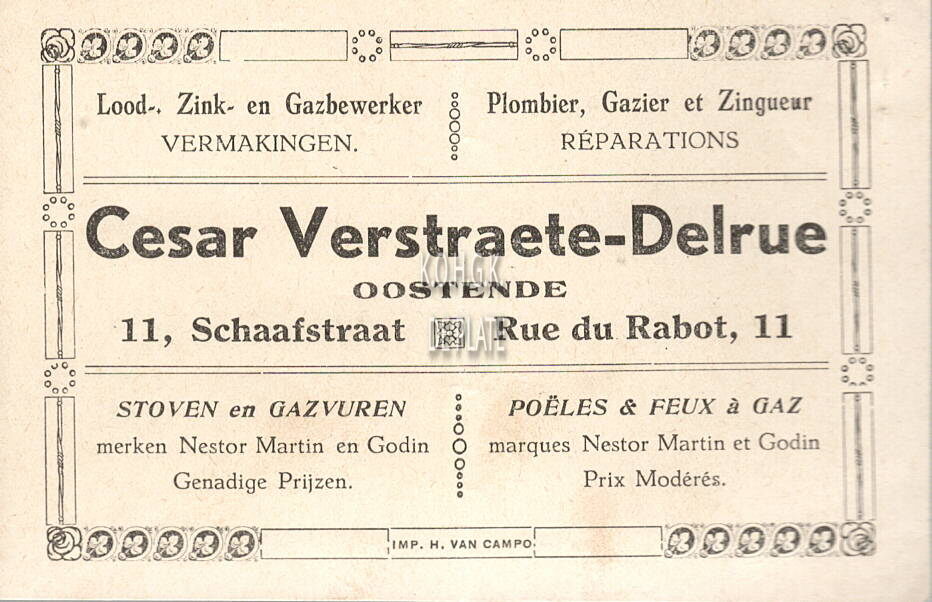 Lood-, Zink- en Gazbewerker
VERMAKINGEN.
Plombier, Gazier et Zingueur
RÉPARATIONS
Cesar Verstraete-Delrue
OOSTENDE
11, Schaafstraat Rue du Rabot, 11
STOVEN en GAZVUREN
merken Nestor Martin en Godin
Genadige Prijzen.
POËLES & FEUX à GAZ
marques Nestor Martin et Godin
Prix Modérés.
IMP. H. VAN CAMPO
K.O.H.G.K.
DE PLATE